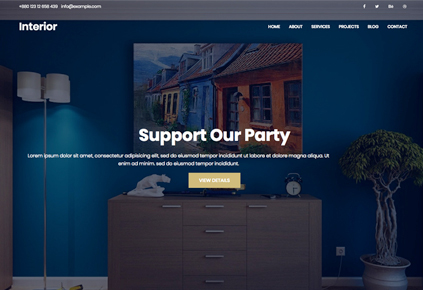 +880 123 12 658 436 info@example.com
Interior
HOME ABOUT SERVICES PROJECTS BLOG CONTACT
Support Our Party
Lorem ipsum dolor sit amet, consectetur adipisicing elit, sed do eiusmod tempor incididunt ut labore et dolore magna aliqua. Ut
enim ad minim. sed do eiusmod tempor incididunt.
VIEW DETAILS